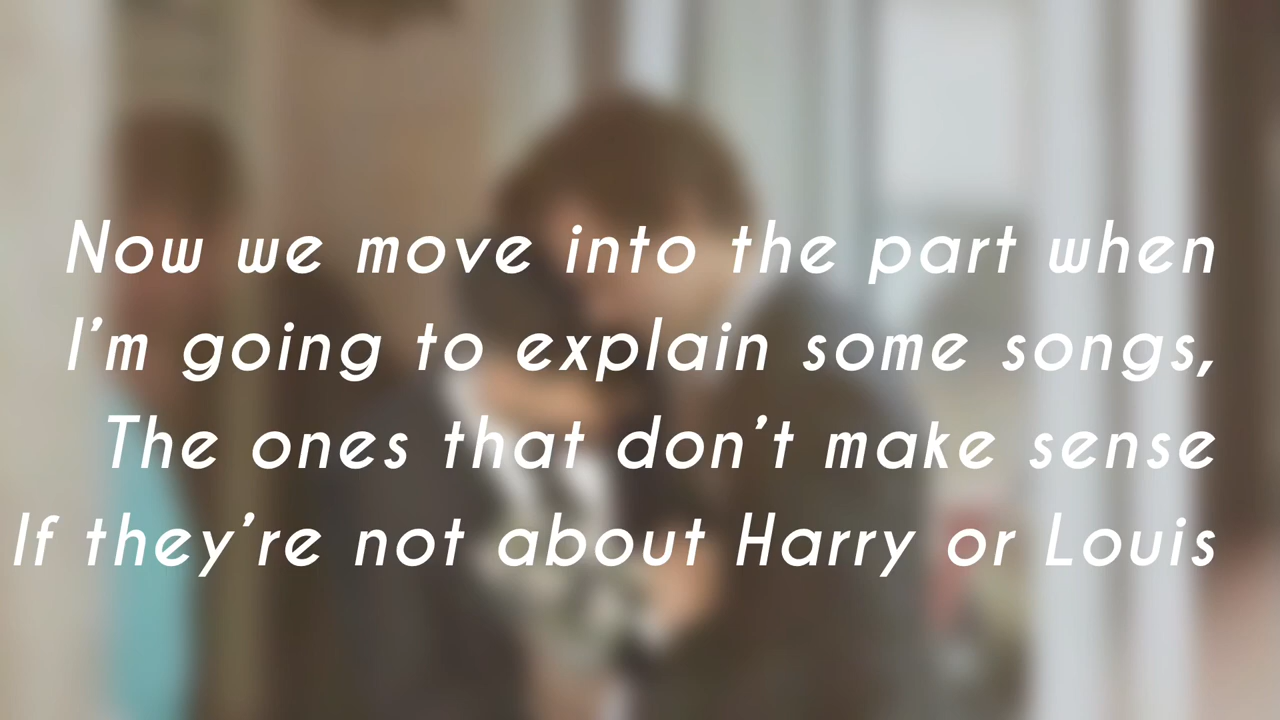 Now we move into the part when
I'm going to explain some songs,
The ones that don't make sense
If they're not about Harry or Louis